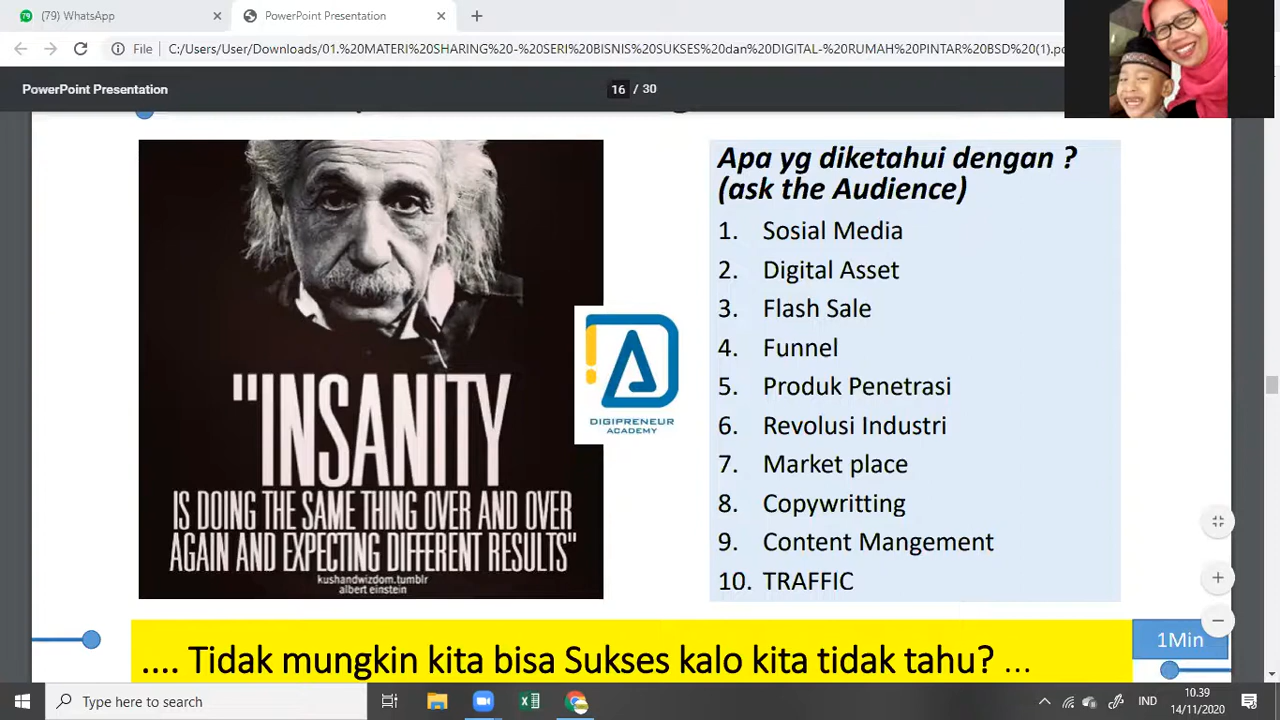 (79) WhatsApp
PowerPoint Presentation
File
C:/Users/User/Downloads/01.%20MATERI%20SHARING%20-%20SERI%20BISNIS%20SUKSES%20dan%20DIGITAL-%20RUMAH%20PINTAR%20BSD%20(1).pd
PowerPoint Presentation
16 / 30
"INSANITY
IS DOING THE SAME THING OVER AND OVER
AGAIN AND EXPECTING DIFFERENT RESULTS"
kushandwizdom.tumblr
albert einstein
DIGIPRENEUR
ACADEMY
Apa yg diketahui dengan ?
(ask the Audience)
1. Sosial Media
2. Digital Asset
3. Flash Sale
4. Funnel
5. Produk Penetrasi
6. Revolusi Industri
7. Market place
8. Copywritting
9. Content Mangement
10. TRAFFIC
.... Tidak mungkin kita bisa Sukses kalo kita tidak tahu? ...
1Min
Type here to search
IND
10.39
14/11/2020